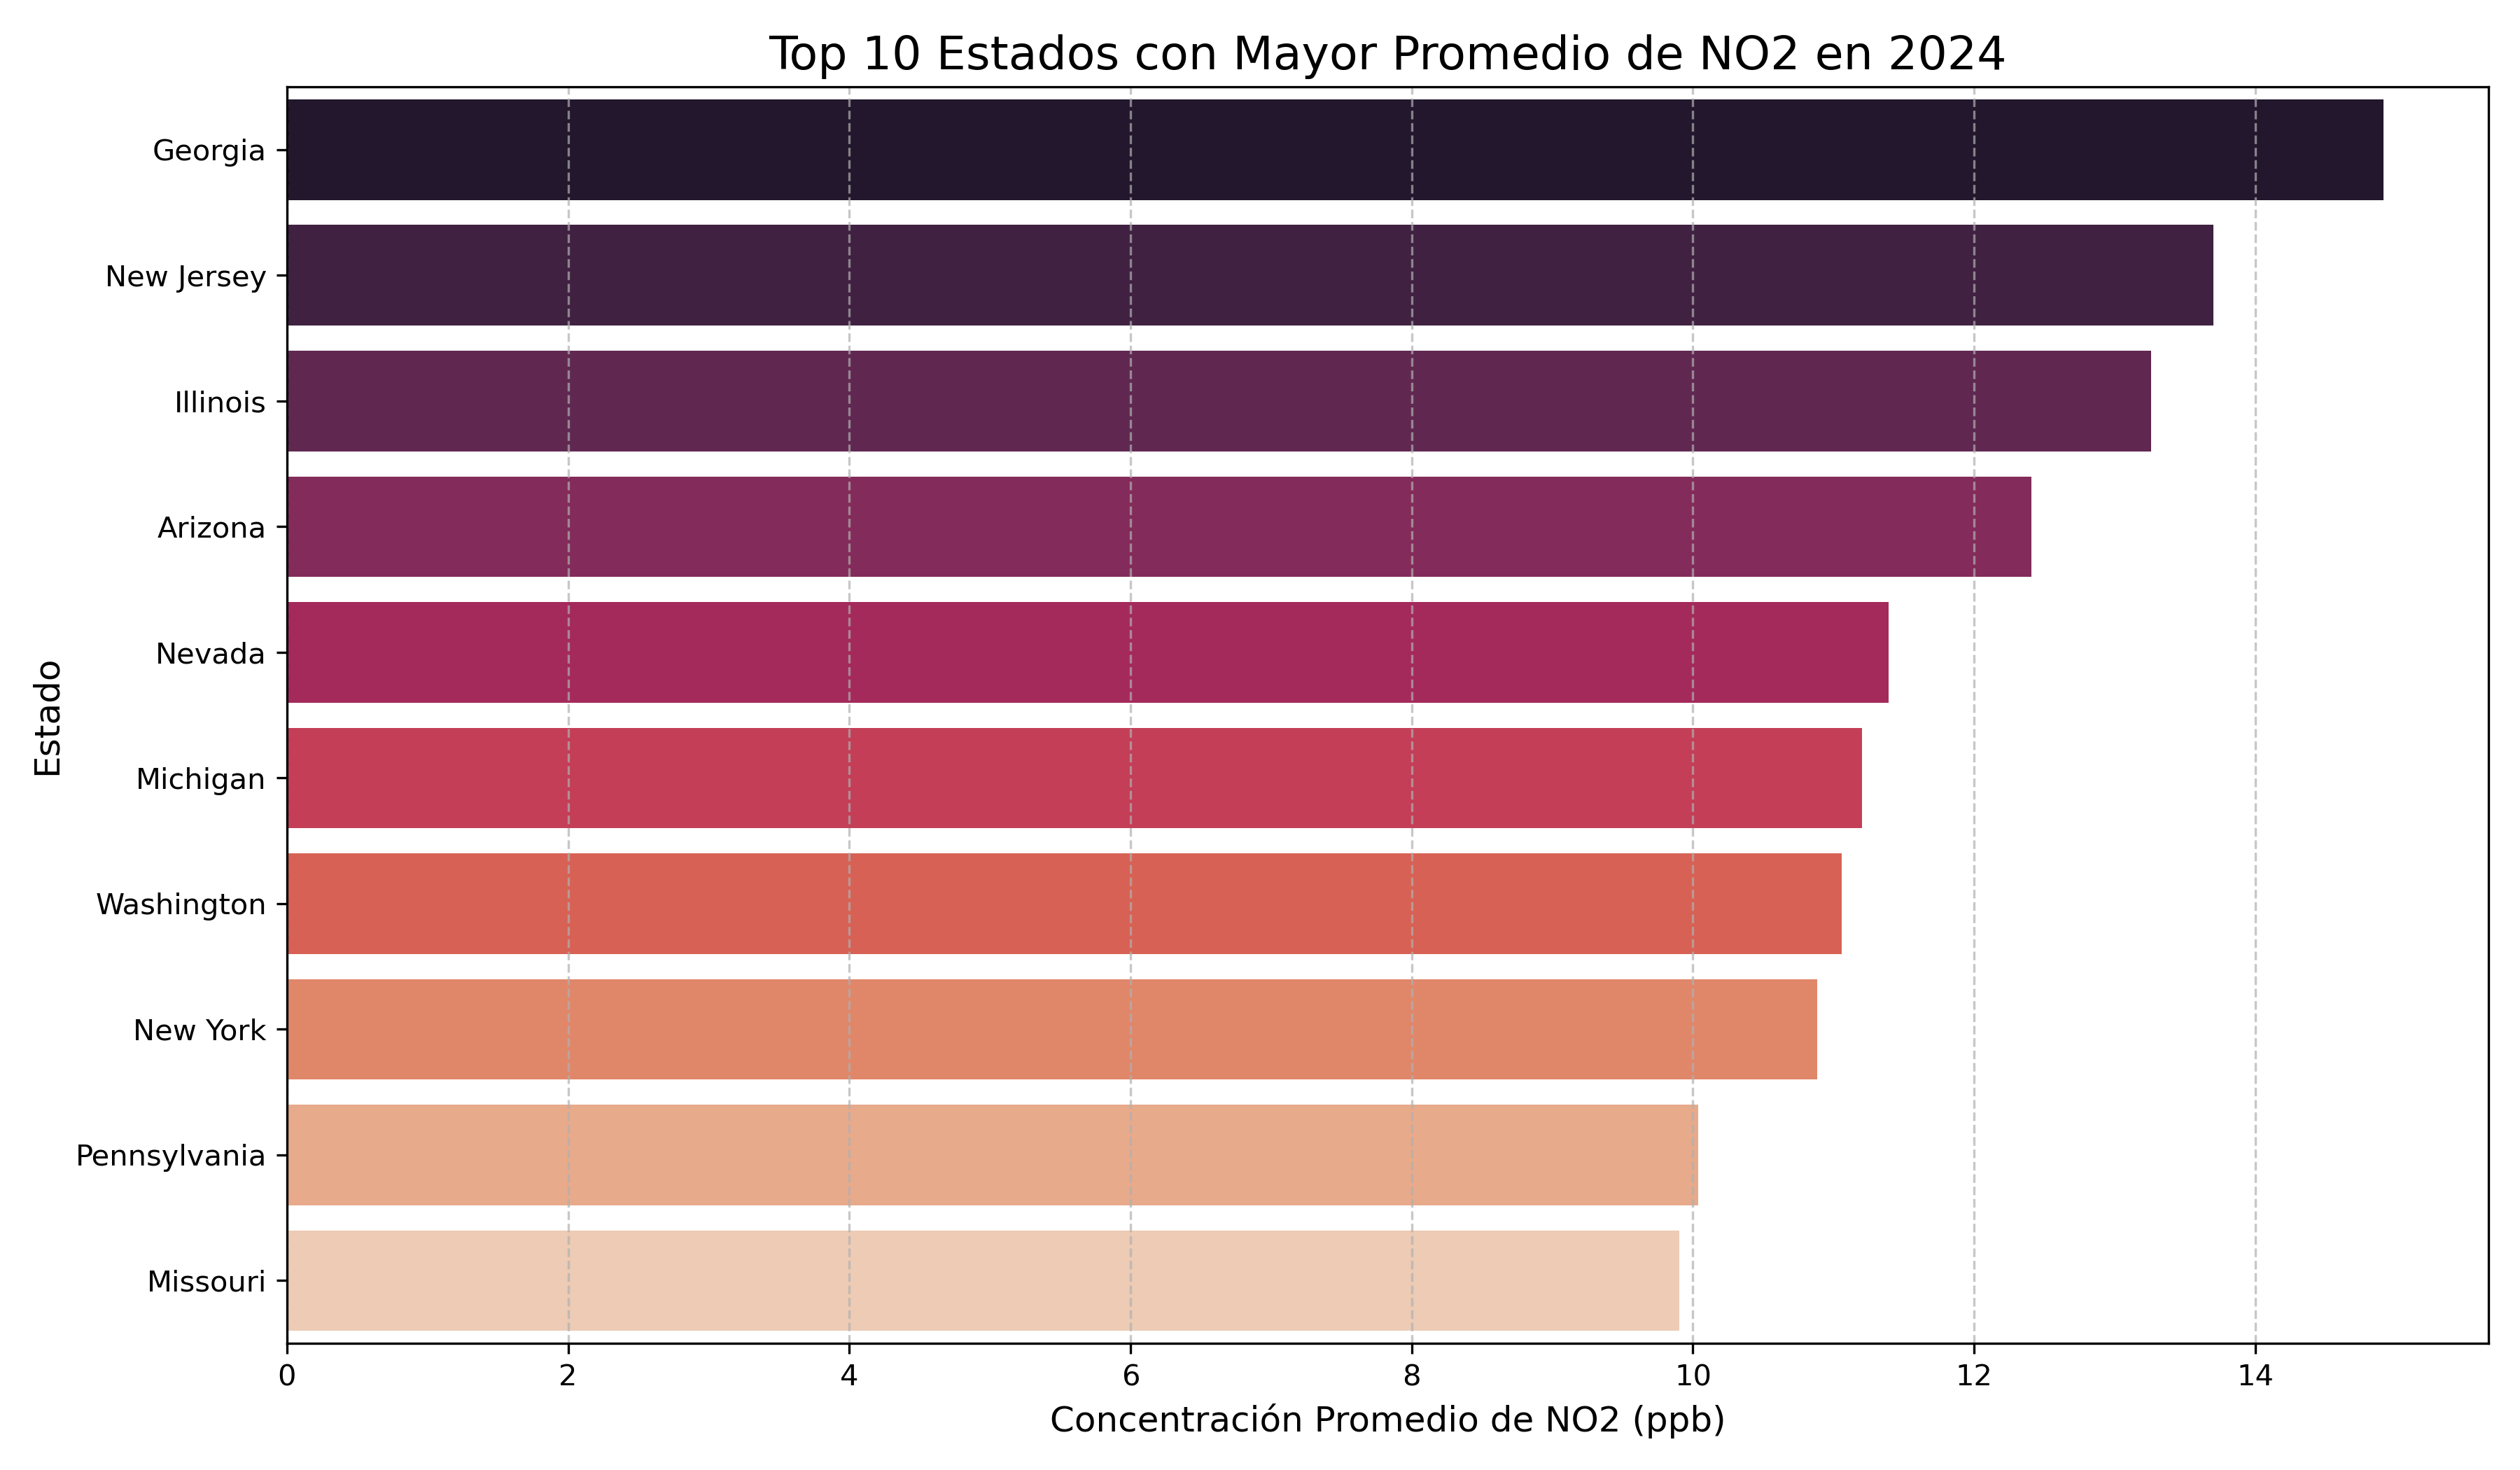 Top 10 Estados con Mayor Promedio de NO2 en 2024
Estado
Georgia
New Jersey
Illinois
Arizona
Nevada
Michigan
Washington
New York
Pennsylvania
Missouri
0 2 4 6 8 10 12 14
Concentración Promedio de NO2 (ppb)